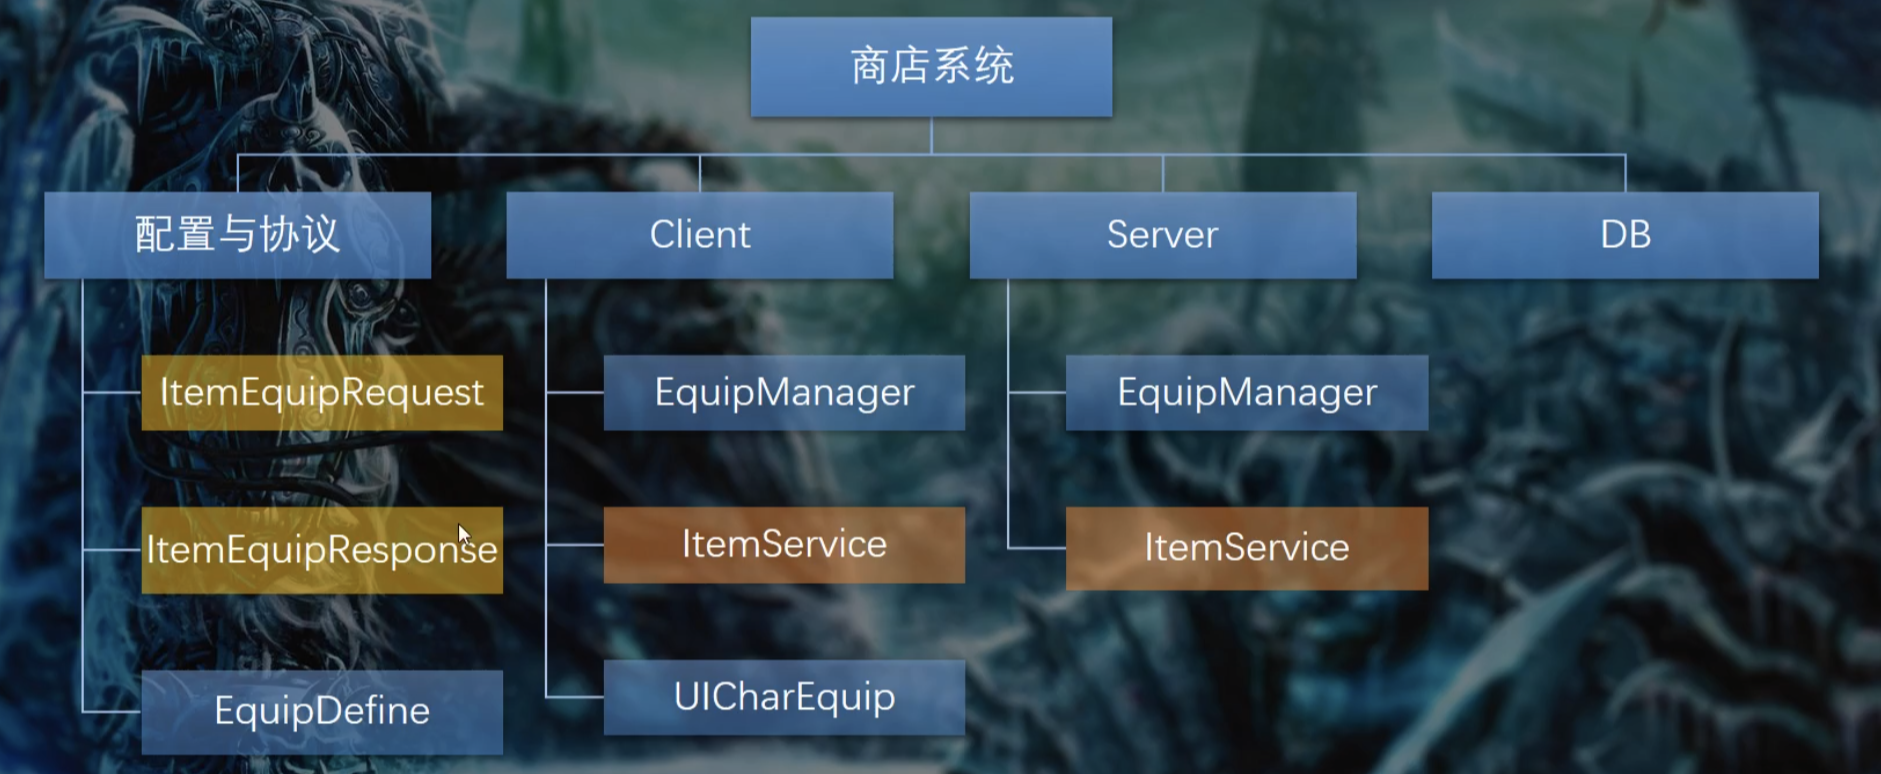 商店系统
配置与协议
Client
Server
DB
ItemEquipRequest
EquipManager
EquipManager
ItemEquipResponse
ItemService
ItemService
EquipDefine
UICharEquip